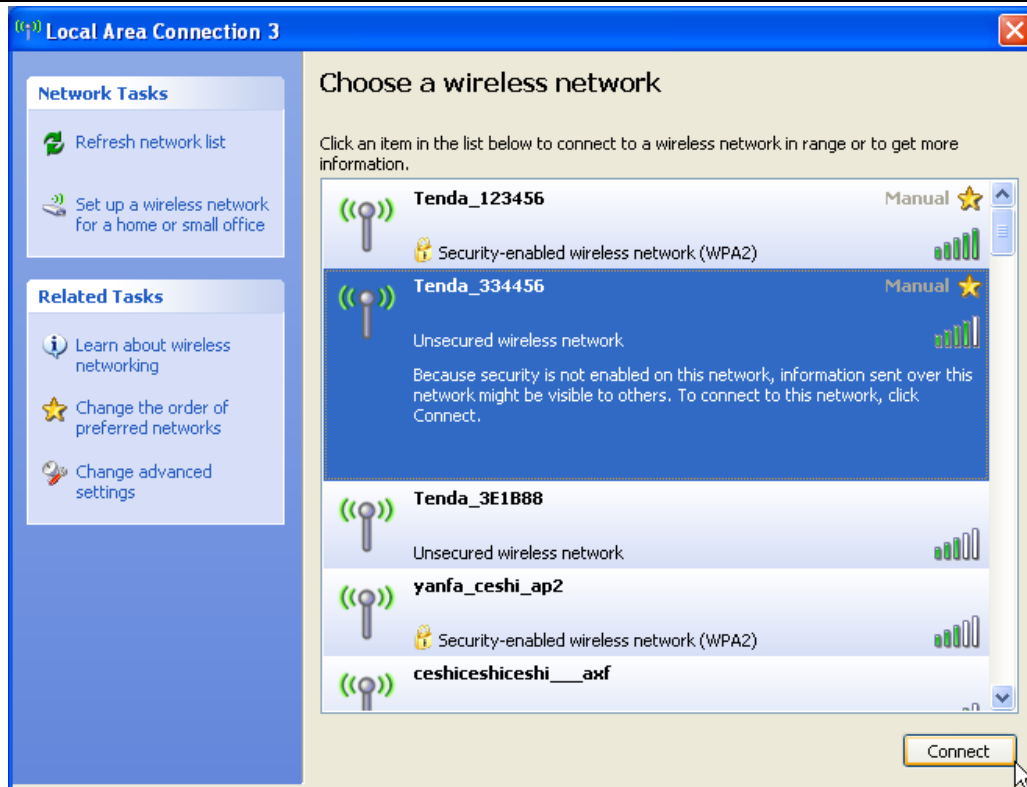 Local Area Connection 3
Network Tasks
Refresh network list
Set up a wireless network
for a home or small office
Related Tasks
Learn about wireless
networking
Change the order of
preferred networks
Change advanced
settings
Choose a wireless network
Click an item in the list below to connect to a wireless network in range or to get more
information.
Tenda_123456 Manual
Security-enabled wireless network (WPA2)
Tenda_334456 Manual
Unsecured wireless network
Because security is not enabled on this network, information sent over this
network might be visible to others. To connect to this network, click
Connect.
Tenda_3E1B88
Unsecured wireless network
yanfa_ceshi_ap2
Security-enabled wireless network (WPA2)
ceshiceshiceshi___axf
Connect